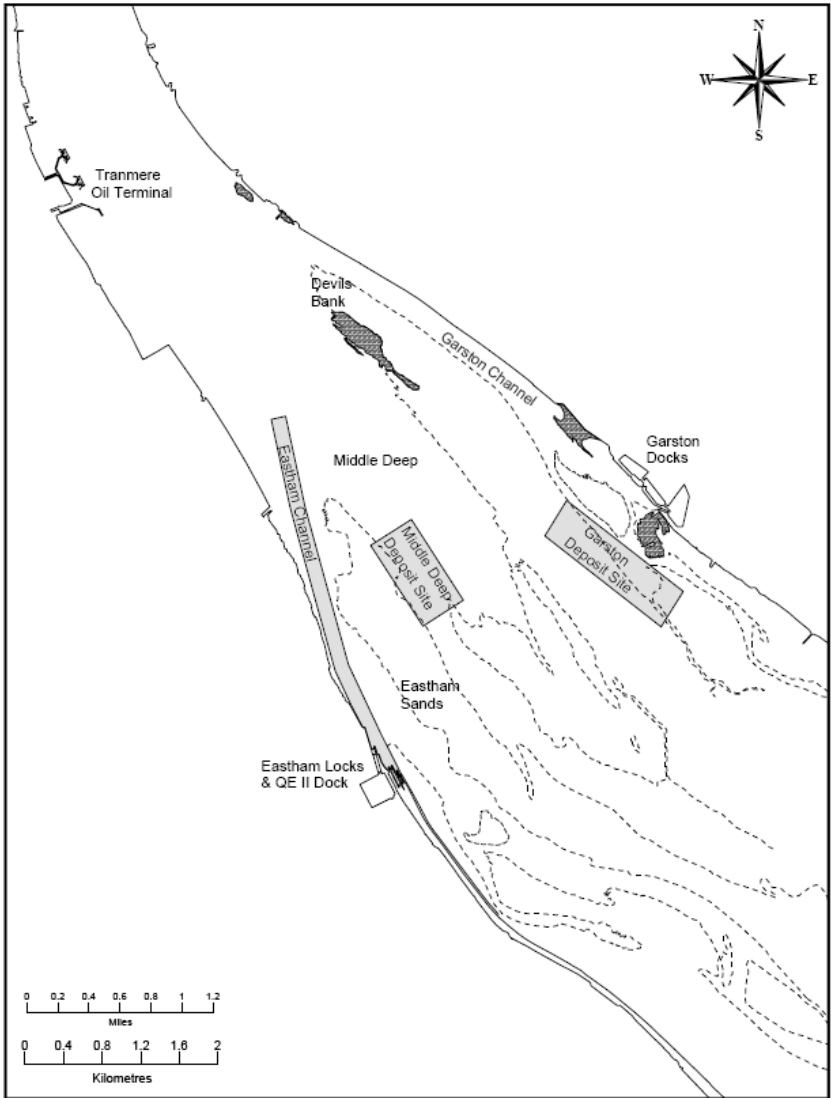 N
W E
S
Tranmere
Oil Terminal
Devils
Bank
Garston Channel
Garston
Docks
Middle Deep
Eastham Channel
Middle Deep
Deposit Site
Garston
Deposit Site
Eastham
Sands
Eastham Locks
& QE II Dock
0 0.2 0.4 0.6 0.8 1 1.2
Miles
0 0.4 0.8 1.2 1.6 2
Kilometres